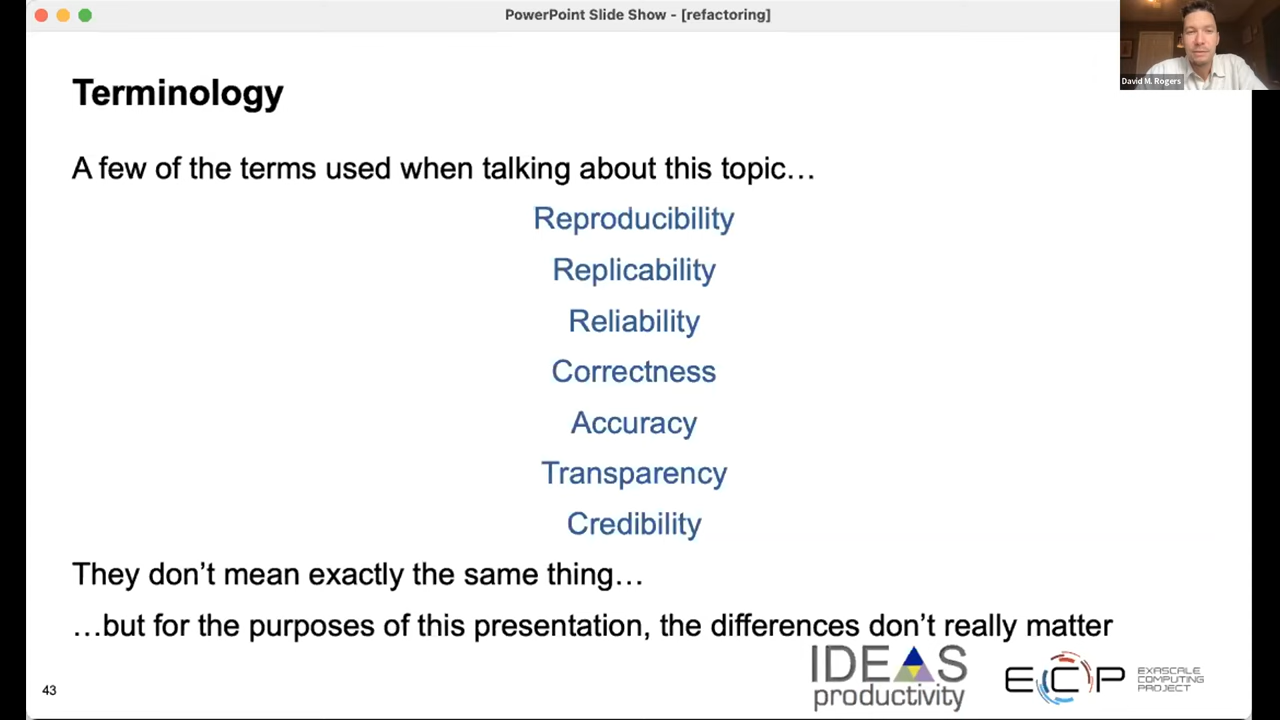 PowerPoint Slide Show - [refactoring]
David M. Rogers
Terminology
A few of the terms used when talking about this topic…
Reproducibility
Replicability
Reliability
Correctness
Accuracy
Transparency
Credibility
They don’t mean exactly the same thing…
…but for the purposes of this presentation, the differences don’t really matter
43
IDEAS
productivity
ECP
EXASCALE
COMPUTING
PROJECT